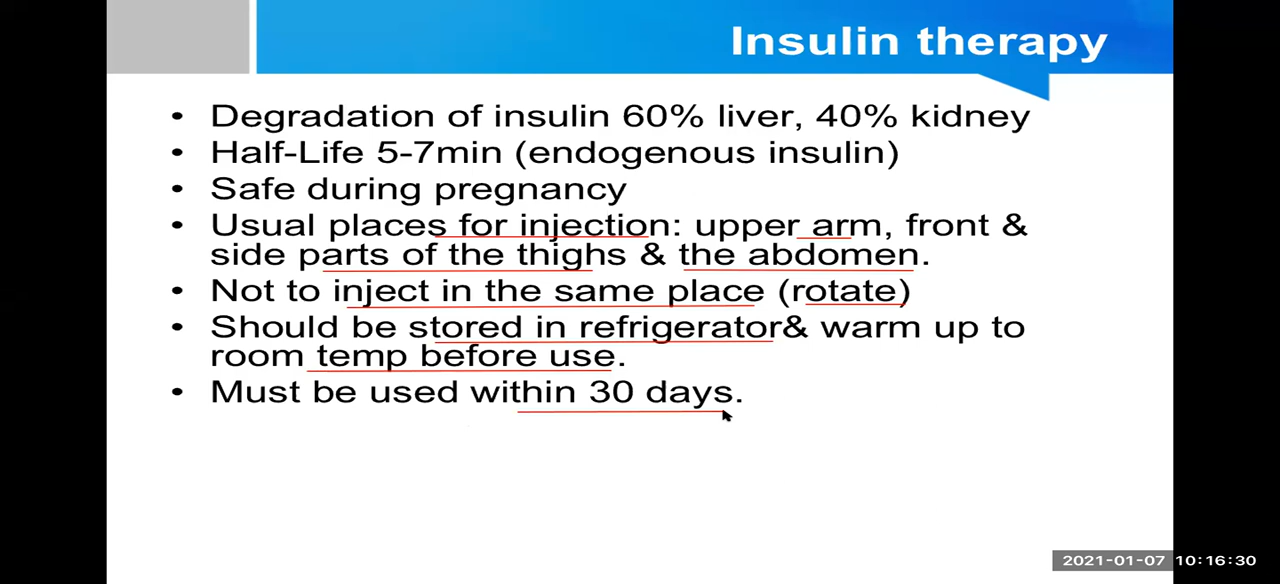 Insulin therapy
• Degradation of insulin 60% liver, 40% kidney
• Half-Life 5-7min (endogenous insulin)
• Safe during pregnancy
• Usual places for injection: upper arm, front &
side parts of the thighs & the abdomen.
• Not to inject in the same place (rotate)
• Should be stored in refrigerator& warm up to
room temp before use.
• Must be used within 30 days.
2021-01-07 10:16:30